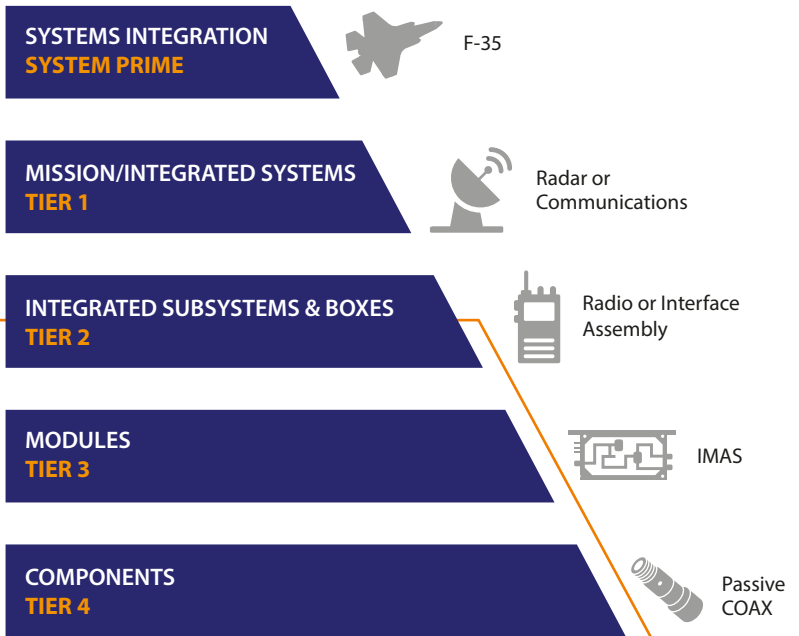 SYSTEMS INTEGRATION
SYSTEM PRIME
F-35
MISSION/INTEGRATED SYSTEMS
TIER 1
Radar or
Communications
INTEGRATED SUBSYSTEMS & BOXES
TIER 2
Radio or Interface
Assembly
MODULES
TIER 3
IMAS
COMPONENTS
TIER 4
Passive
COAX